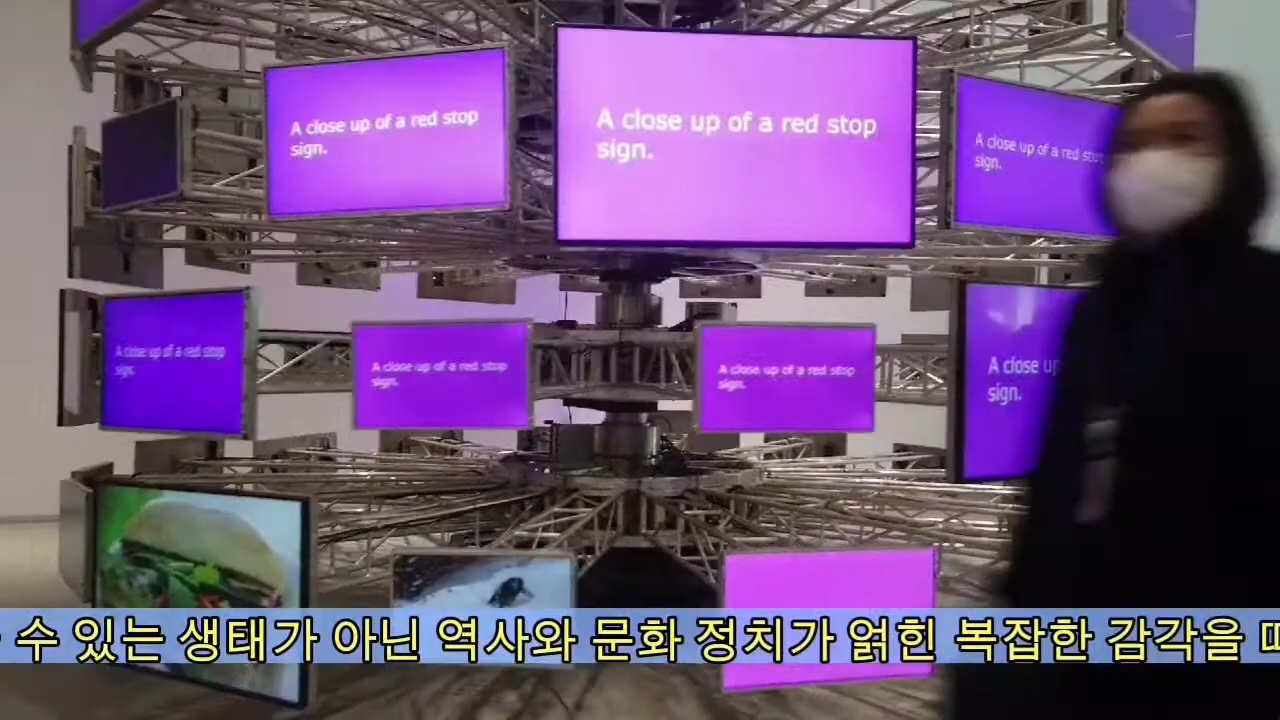 A close up of a red stop
sign.
A close up of a red stop
sign.
A close up of a red stop
sign.
A close up of a red stop
sign.
A close up of a red stop
sign.
A close up of a red stop
sign.
A close up
sign.
수 있는 생태가 아닌 역사와 문화 정치가 얽힌 복잡한 감각을